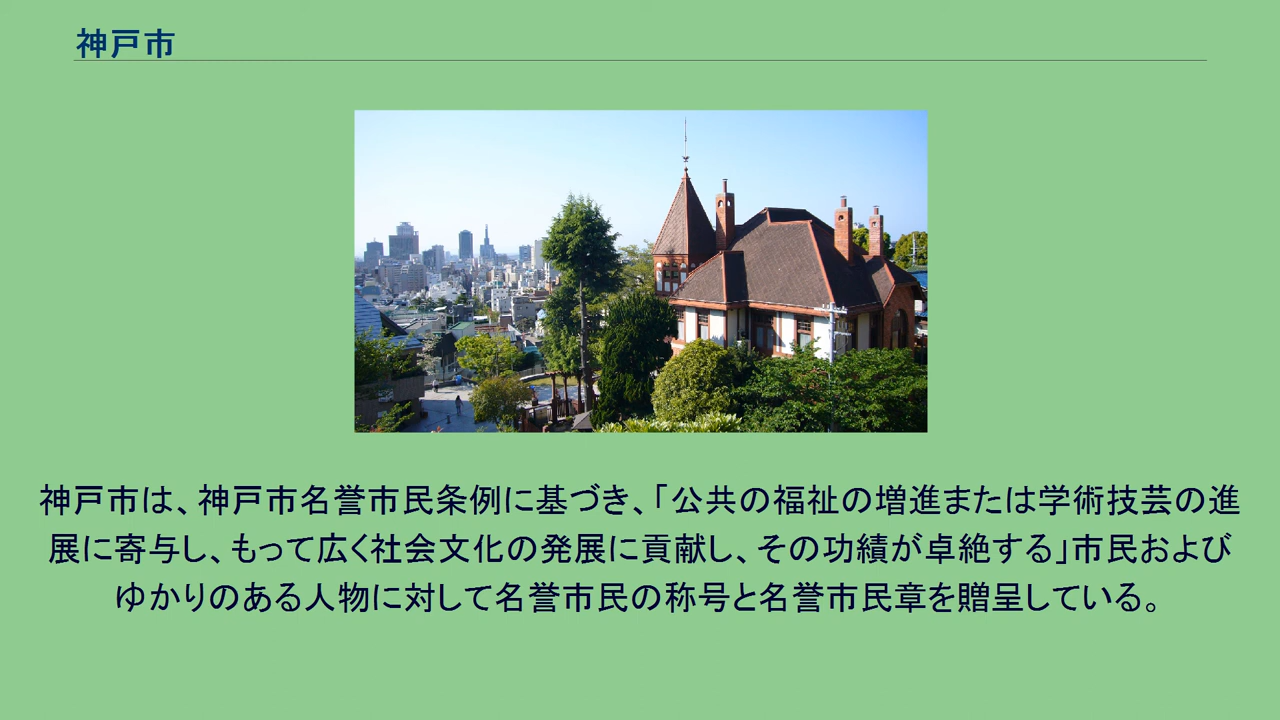 神戸市
神戸市は、神戸市名誉市民条例に基づき、「公共の福祉の増進または学術技芸の進
展に寄与し、もって広く社会文化の発展に貢献し、その功績が卓絶する」市民および
ゆかりのある人物に対して名誉市民の称号と名誉市民章を贈呈している。